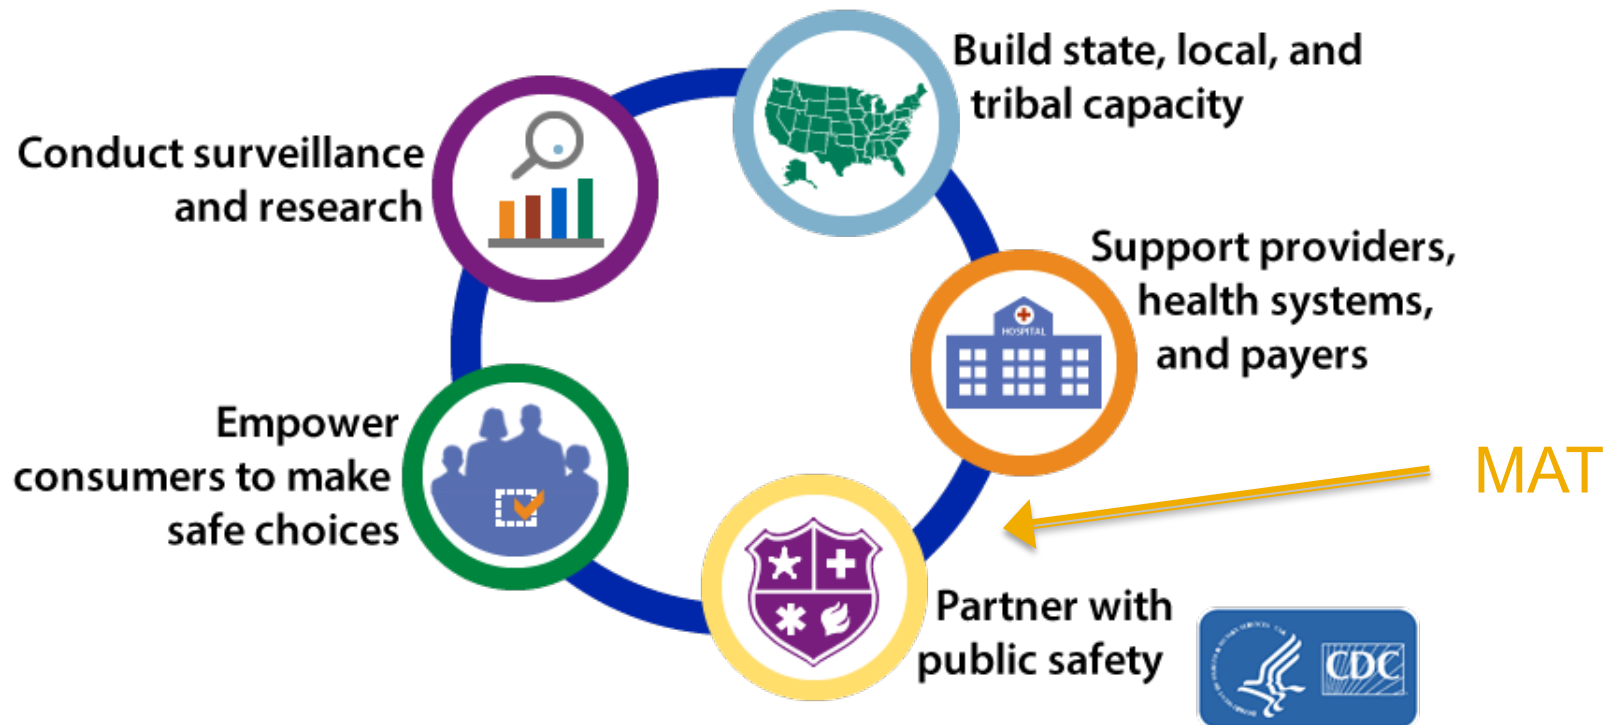 Build state, local, and
tribal capacity
Conduct surveillance
and research
Support providers,
health systems,
and payers
HOSPITAL
Empower
consumers to make
safe choices
MAT
Partner with
public safety
CDC